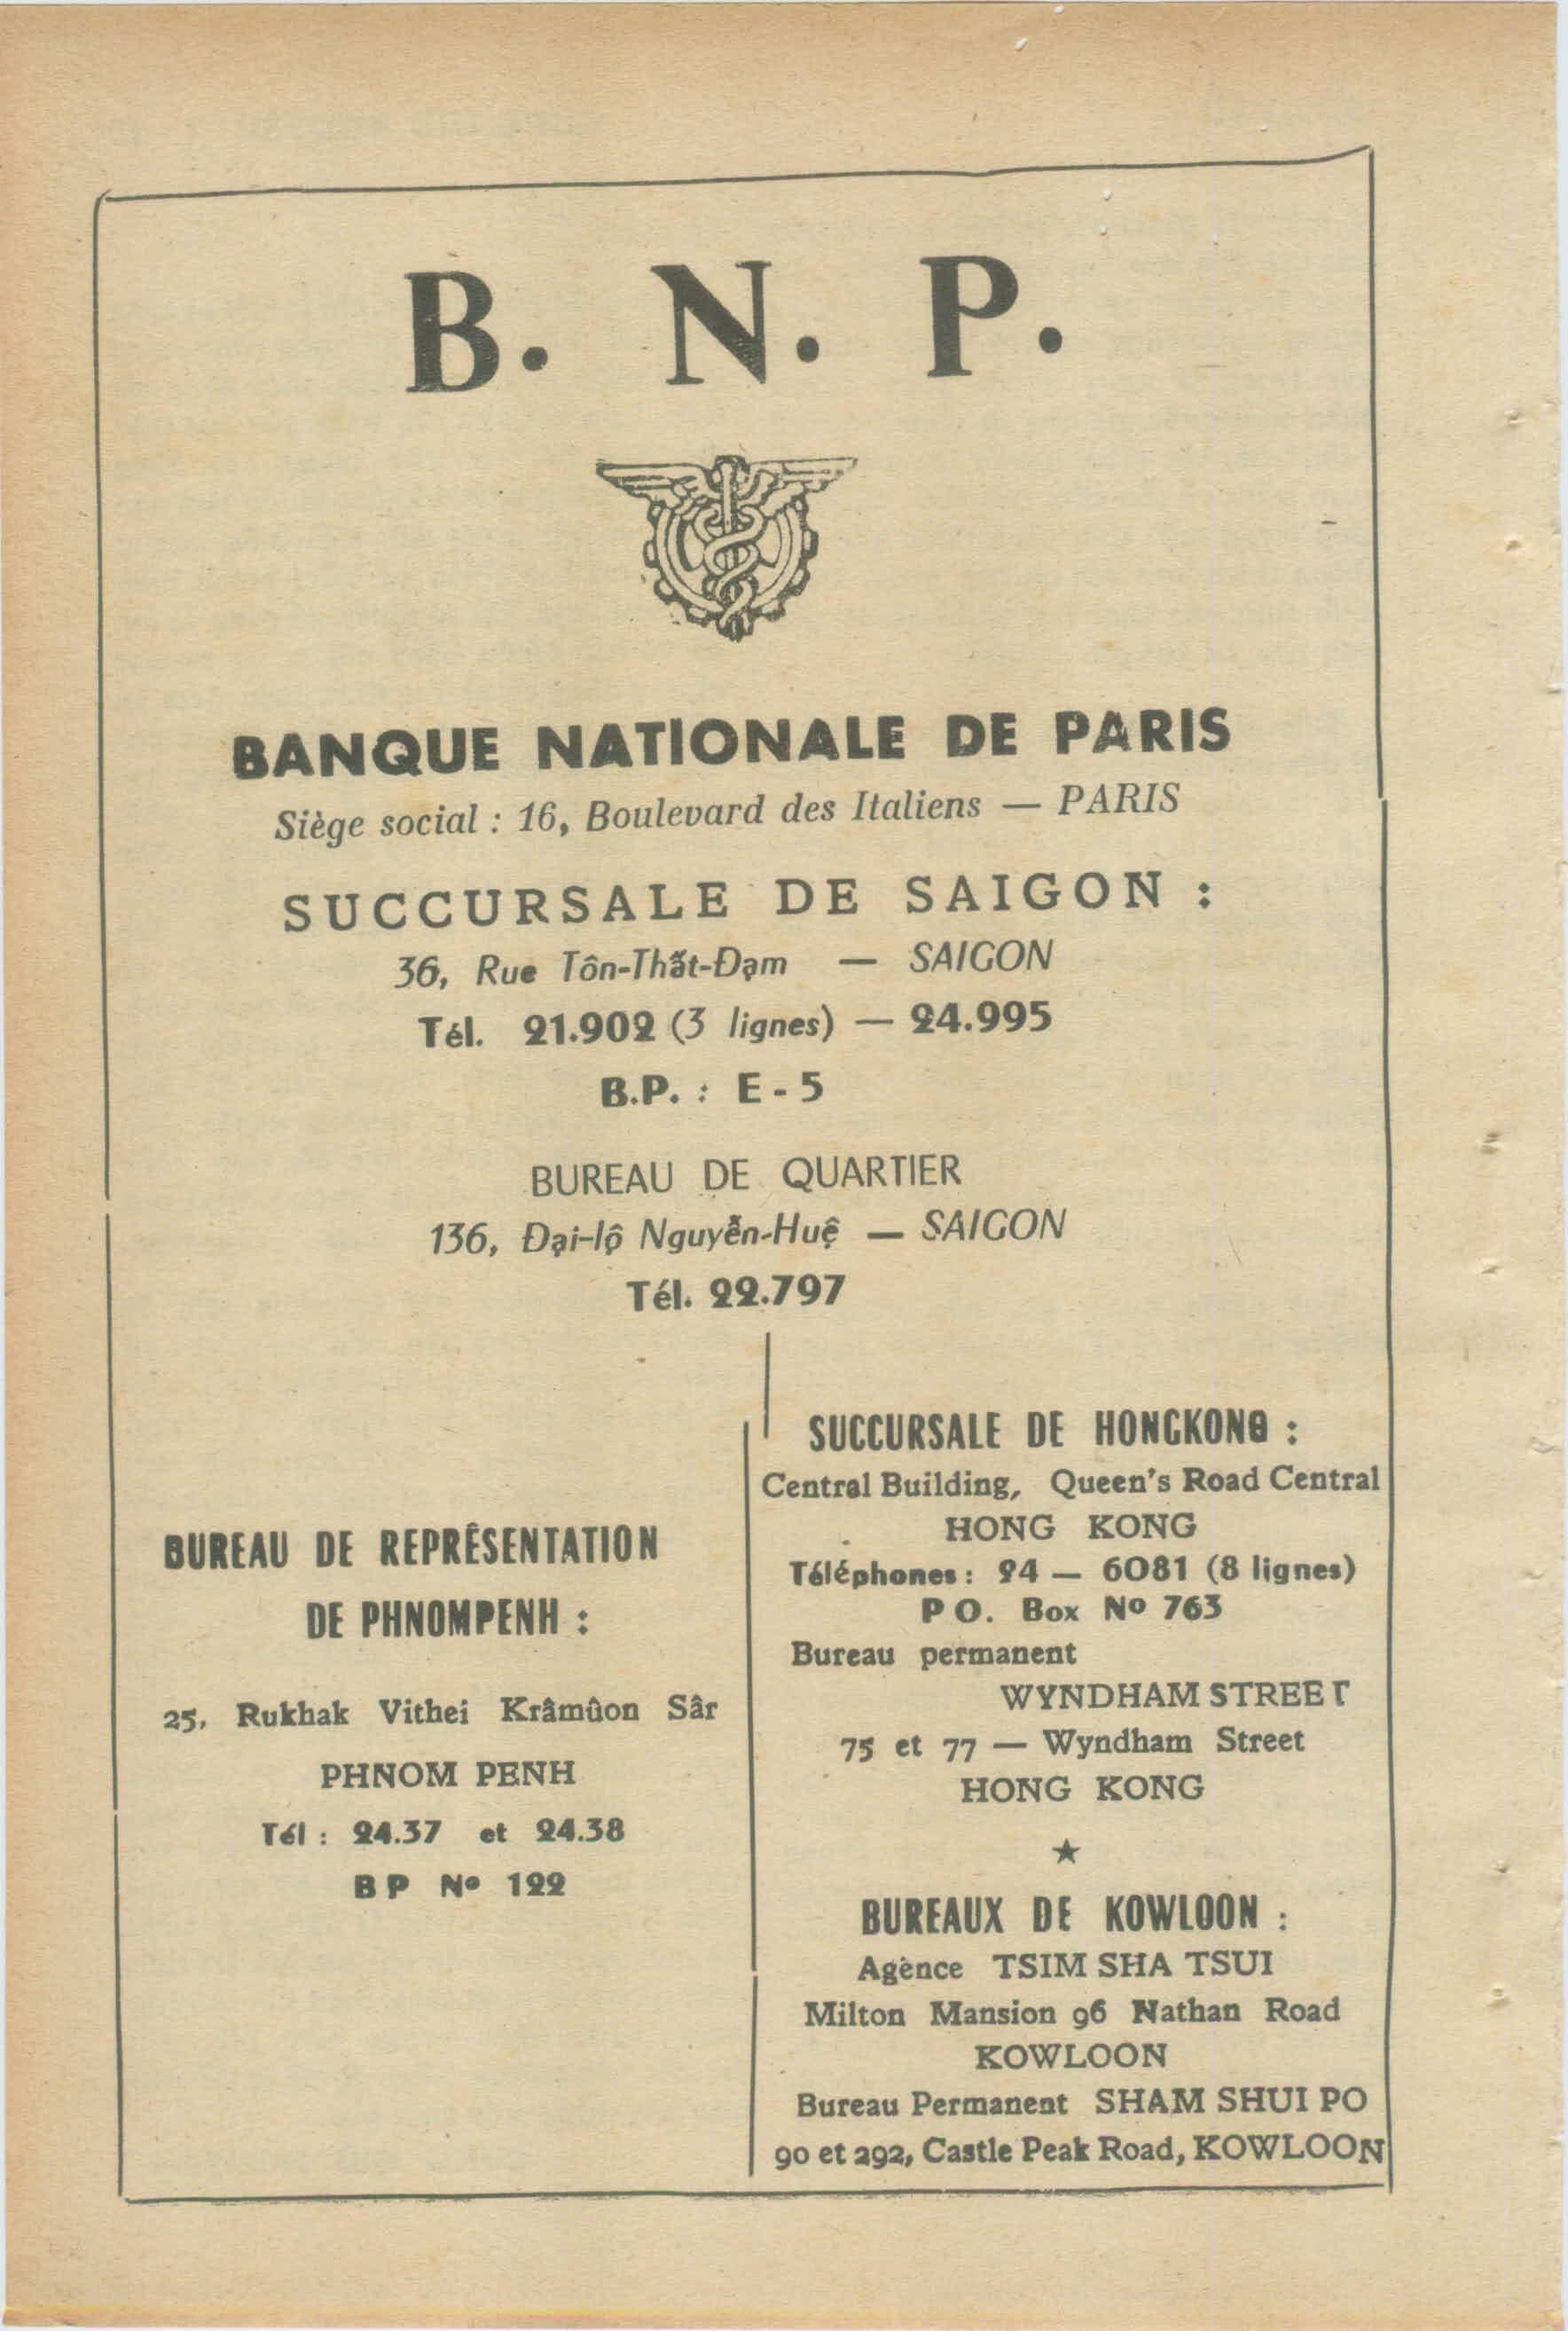 B. N. P.
BANQUE NATIONALE DE PARIS
Siège social : 16, Boulevard des Italiens — PARIS
SUCCURSALE DE SAIGON :
36, Rue Tôn-Thất-Đạm — SAIGON
Tél. 21.902 (3 lignes) — 24.995
B.P. : E - 5
BUREAU DE QUARTIER
136, Đại-lộ Nguyễn-Huệ — SAIGON
Tél. 22.797
BUREAU DE REPRÉSENTATION
DE PHNOMPENH :
25, Rukhak Vithei Krâmûon Sâr
PHNOM PENH
Tél : 24.37 et 24.38
BP Nº 122
SUCCURSALE DE HONGKONG :
Central Building, Queen's Road Central
HONG KONG
Téléphones : 24 — 6081 (8 lignes)
PO. Box Nº 763
Bureau permanent
WYNDHAM STREET
75 et 77 — Wyndham Street
HONG KONG
★
BUREAUX DE KOWLOON :
Agence TSIM SHA TSUI
Milton Mansion 96 Nathan Road
KOWLOON
Bureau Permanent SHAM SHUI PO
90 et 292, Castle Peak Road, KOWLOON